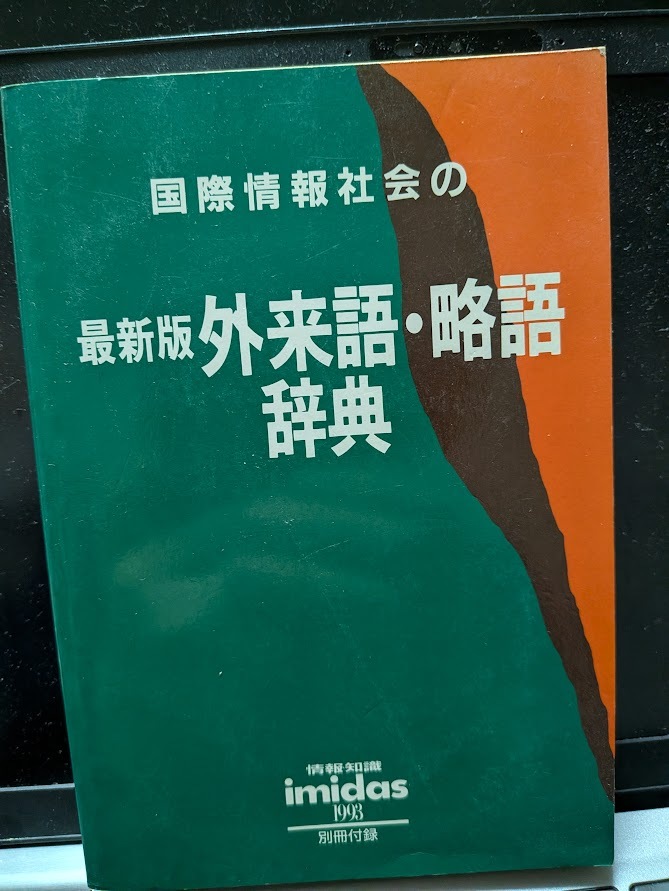 国際情報社会の
最新版外来語・略語
辞典
情報・知識
imidas
1993
別冊付録